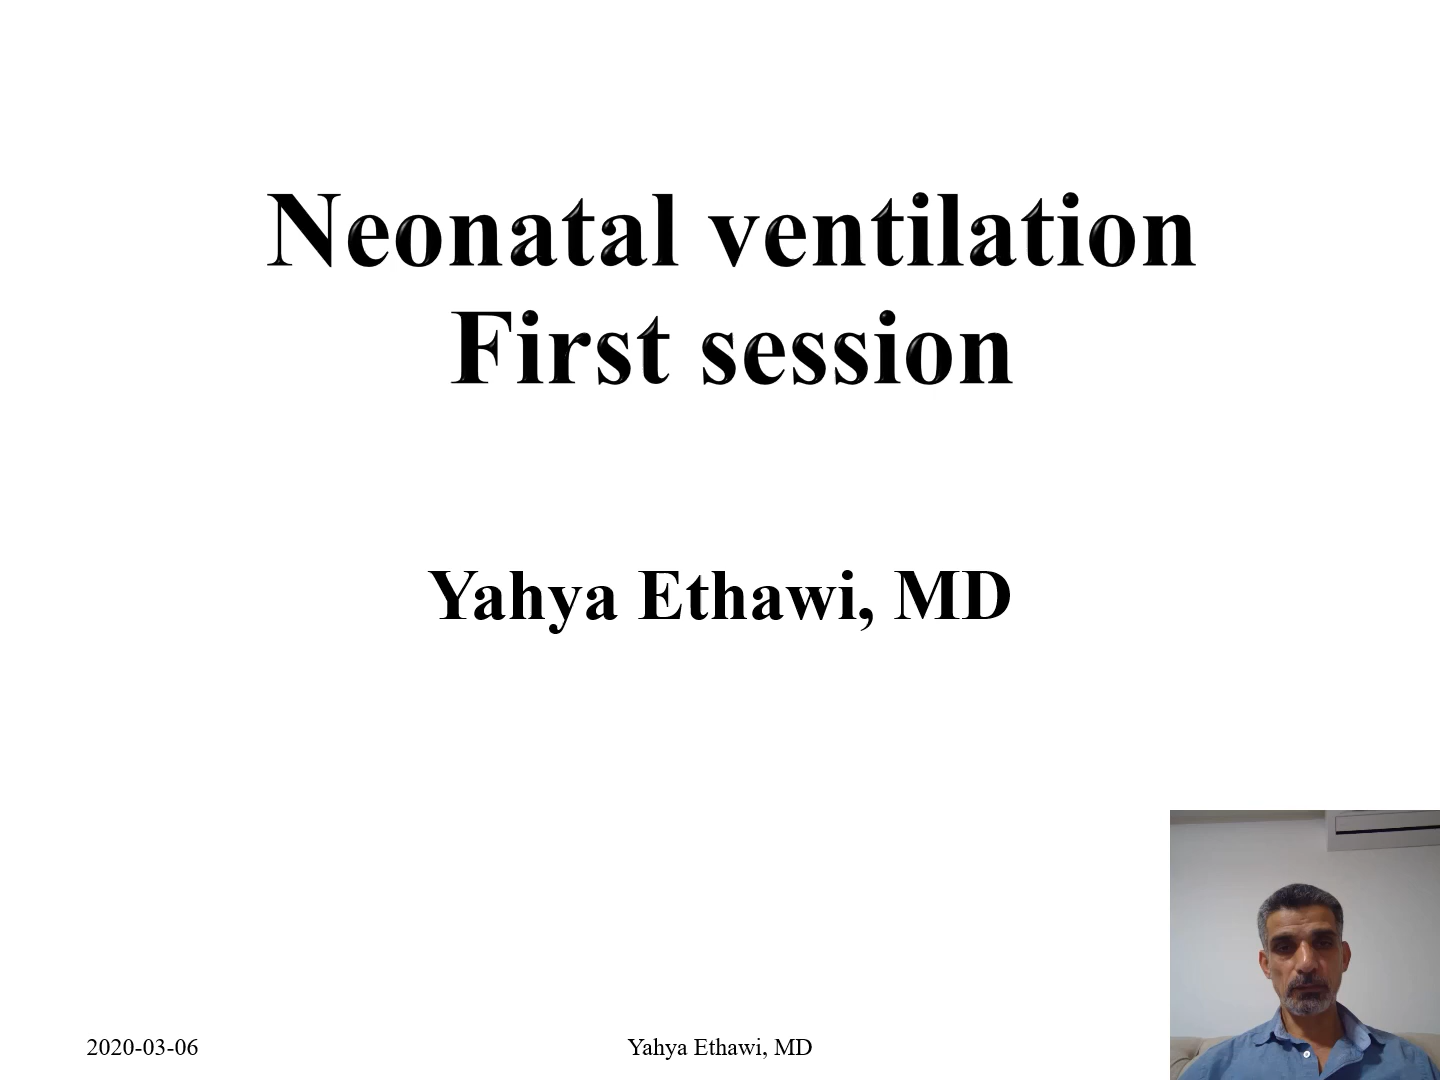 Neonatal ventilation
First session
Yahya Ethawi, MD
2020-03-06
Yahya Ethawi, MD